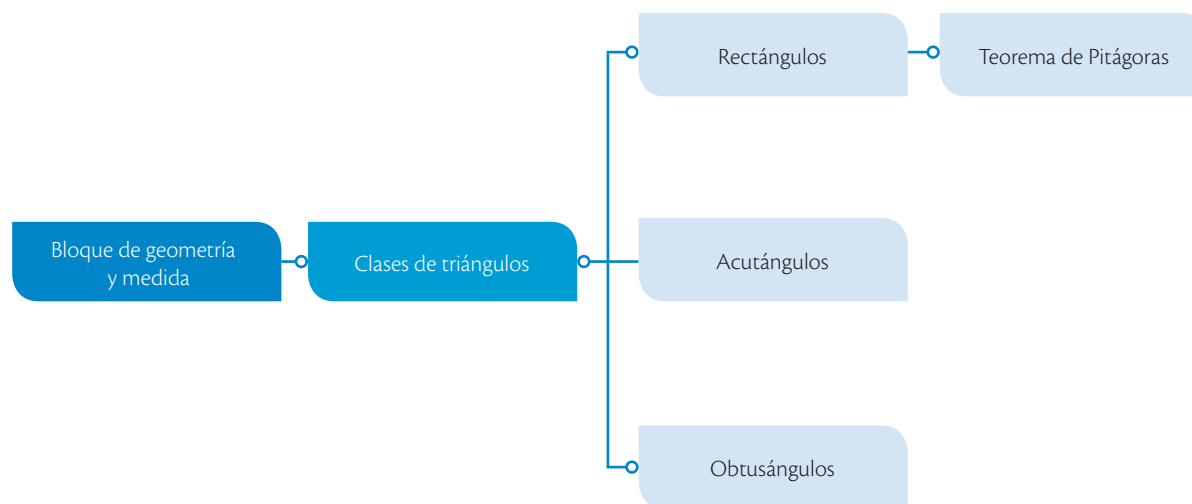 Bloque de geometría
y medida
Clases de triángulos
Rectángulos
Teorema de Pitágoras
Acutángulos
Obtusángulos